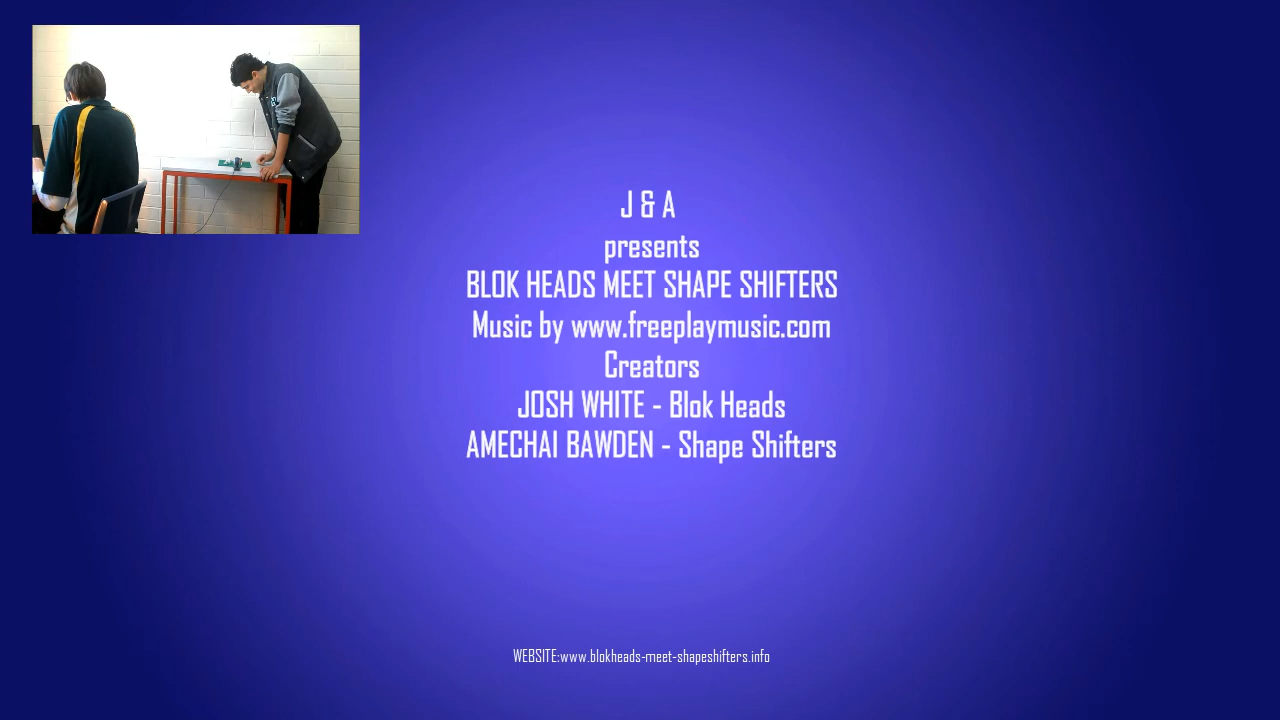 J & A
presents
BLOK HEADS MEET SHAPE SHIFTERS
Music by www.freeplaymusic.com
Creators
JOSH WHITE - Blok Heads
AMECHAI BAWDEN - Shape Shifters
WEBSITE:www.blokheads-meet-shapeshifters.info